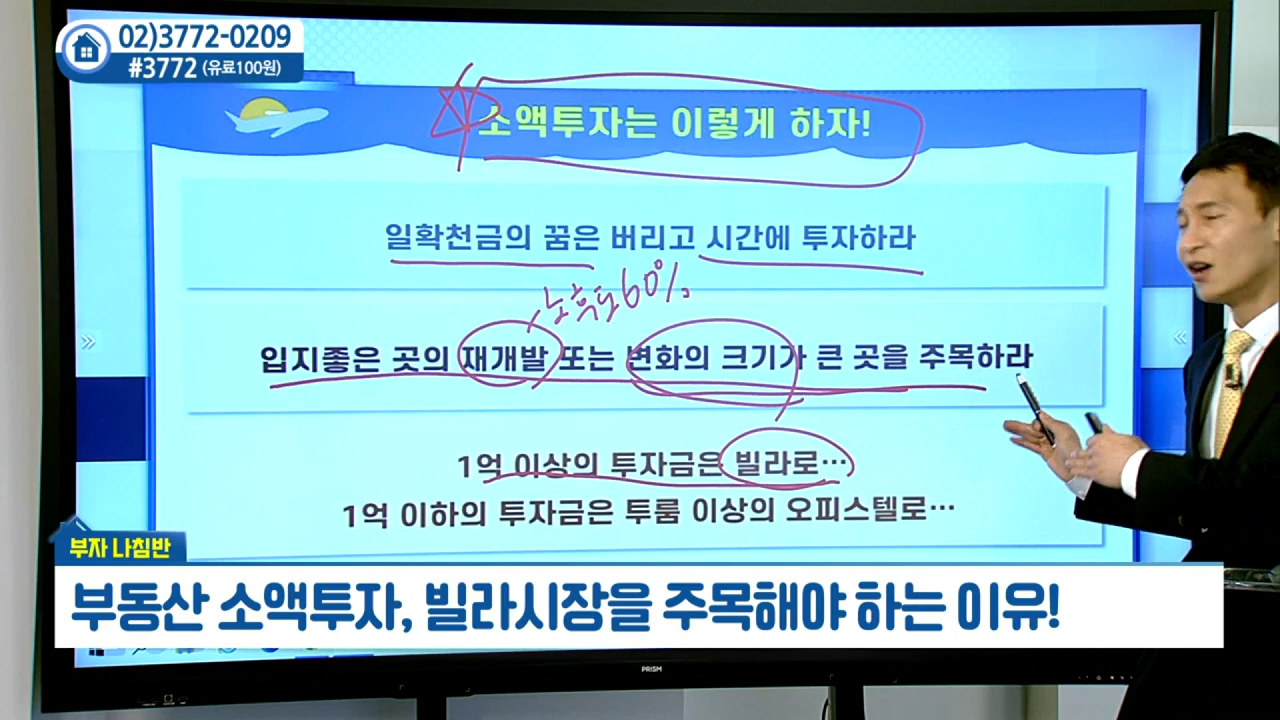 02)3772-0209
#3772 (유료100원)
소액투자는 이렇게 하자!
일확천금의 꿈은 버리고 시간에 투자하라
노후도 60%
입지좋은 곳의 재개발 또는 변화의 크기가 큰 곳을 주목하라
1억 이상의 투자금은 빌라로…
1억 이하의 투자금은 투룸 이상의 오피스텔로…
부자 나침반
부동산 소액투자, 빌라시장을 주목해야 하는 이유!
PRISM